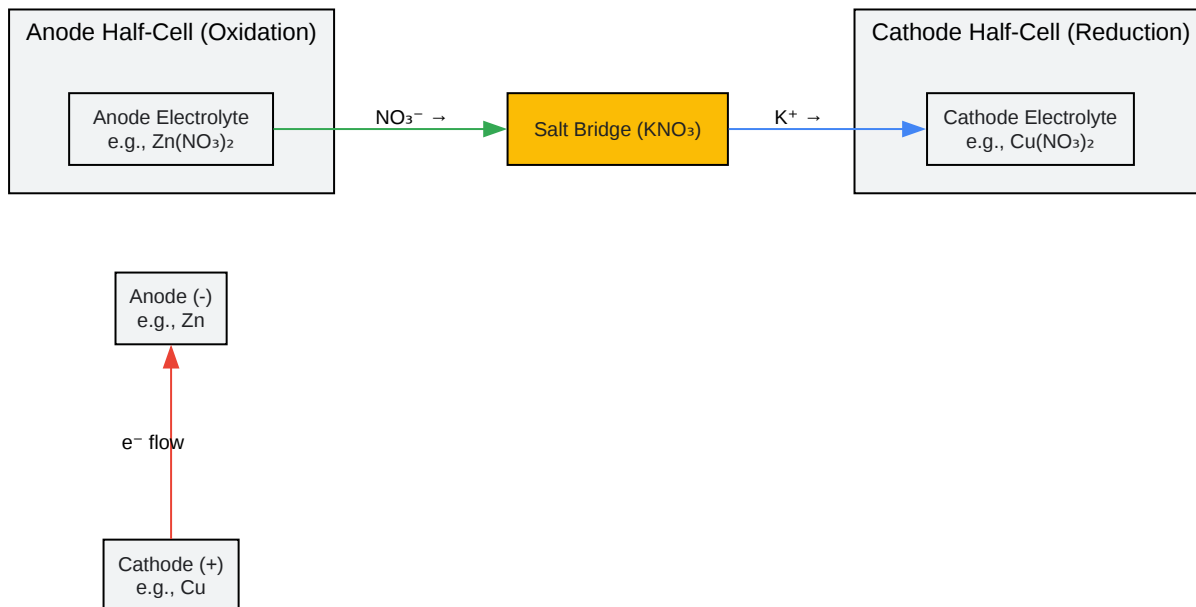 Anode Half-Cell (Oxidation)
Cathode Half-Cell (Reduction)
Anode Electrolyte
e.g., Zn(NO₃)₂
NO₃⁻ →
Salt Bridge (KNO₃)
K⁺ →
Cathode Electrolyte
e.g., Cu(NO₃)₂
Anode (-)
e.g., Zn
e⁻ flow
Cathode (+)
e.g., Cu